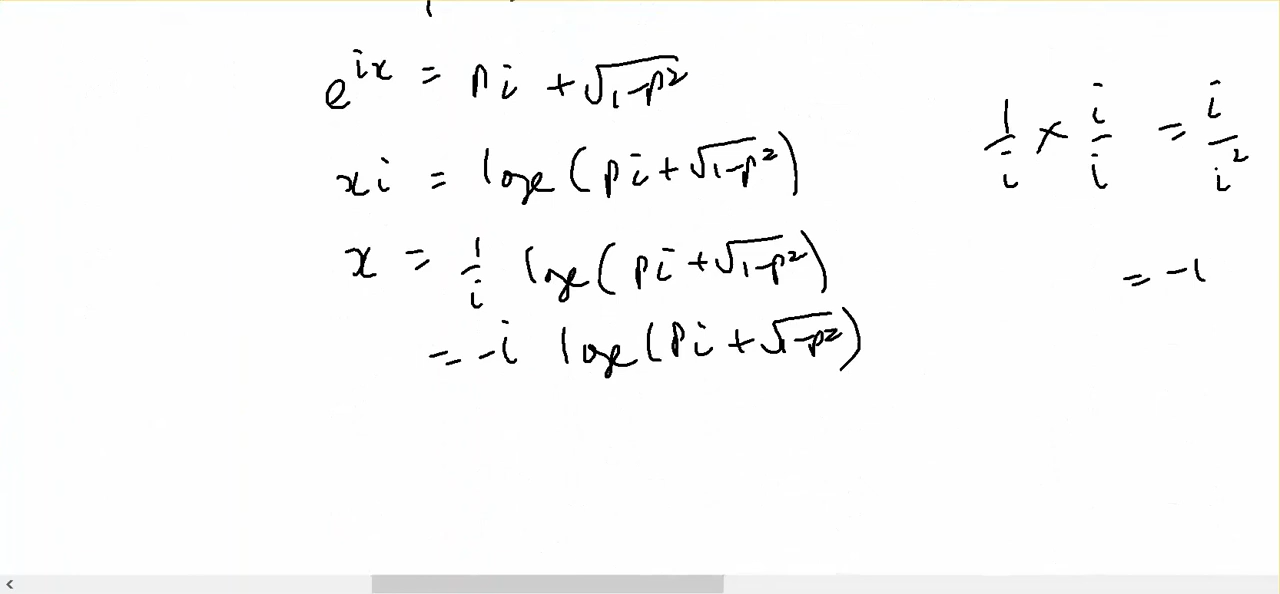 e^{ix} = pi + √(1-p²)
xi = loge(pi + √(1-p²))
x = 1/i loge(pi + √(1-p²))
= -i loge(Pi + √(1-p²))
1/i × i/i = i/i²
= -i